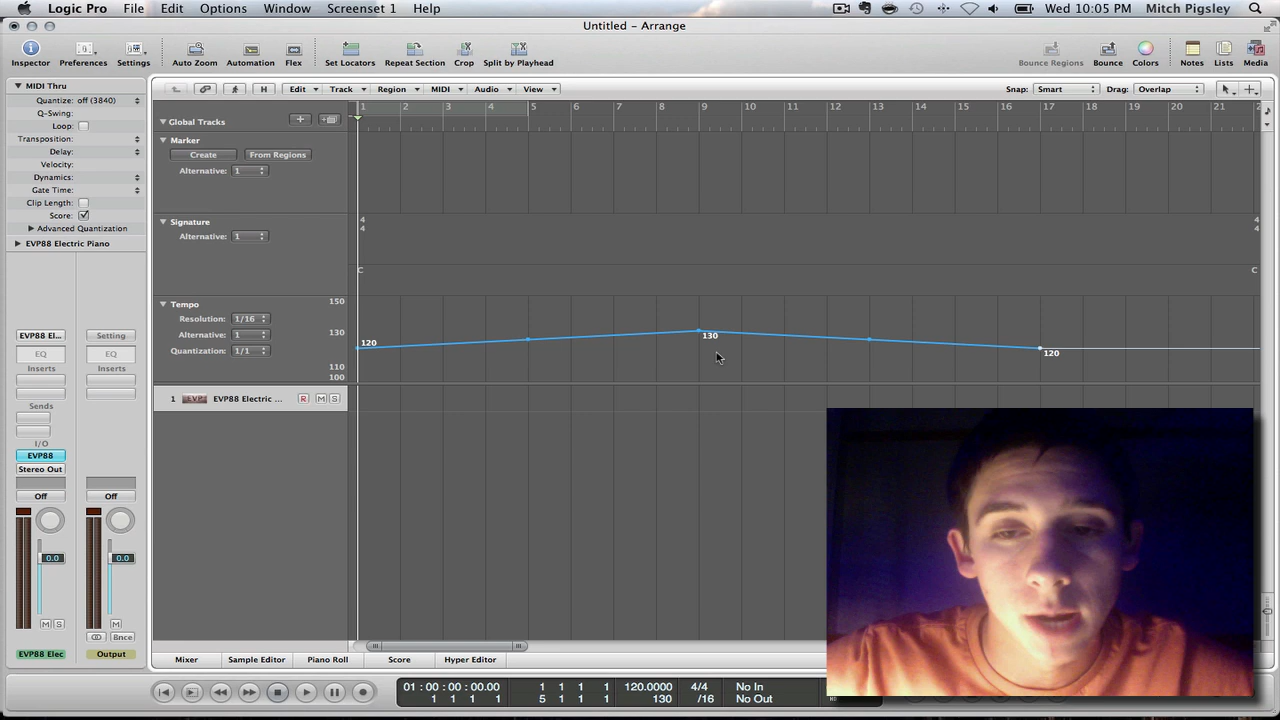 Logic Pro File Edit Options Window Screenset 1 Help Wed 10:05 PM Mitch Pigsley
Untitled – Arrange
Inspector Preferences Settings Auto Zoom Automation Flex Set Locators Repeat Section Crop Split by Playhead Bounce Regions Bounce Colors Notes Lists Media
MIDI Thru
Quantize: off (3840)
Q-Swing:
Loop:
Transposition:
Delay:
Velocity:
Dynamics:
Gate Time:
Clip Length:
Score:
Advanced Quantization
EVP88 Electric Piano
H Edit Track Region MIDI Audio View Snap: Smart Drag: Overlap
1 2 3 4 5 6 7 8 9 10 11 12 13 14 15 16 17 18 19 20 21
Global Tracks
Marker
Create From Regions
Alternative: 1
Signature
4
4
4
4
Alternative: 1
C C
Tempo 150
Resolution: 1/16
130
Alternative: 1
Quantization: 1/1
110
100
120 130 120
1 EVP88 Electric ... R M S
EVP88 El... Setting
EQ EQ
Inserts Inserts
Sends
I/O
EVP88
Stereo Out
Off Off
0.0 0.0
M S M
Bnce
EVP88 Elec Output
Mixer Sample Editor Piano Roll Score Hyper Editor
01 : 00 : 00 : 00.00 1 1 1 1 120.0000 4/4 No In
1 1 1 1 5 1 1 1 130 /16 No Out